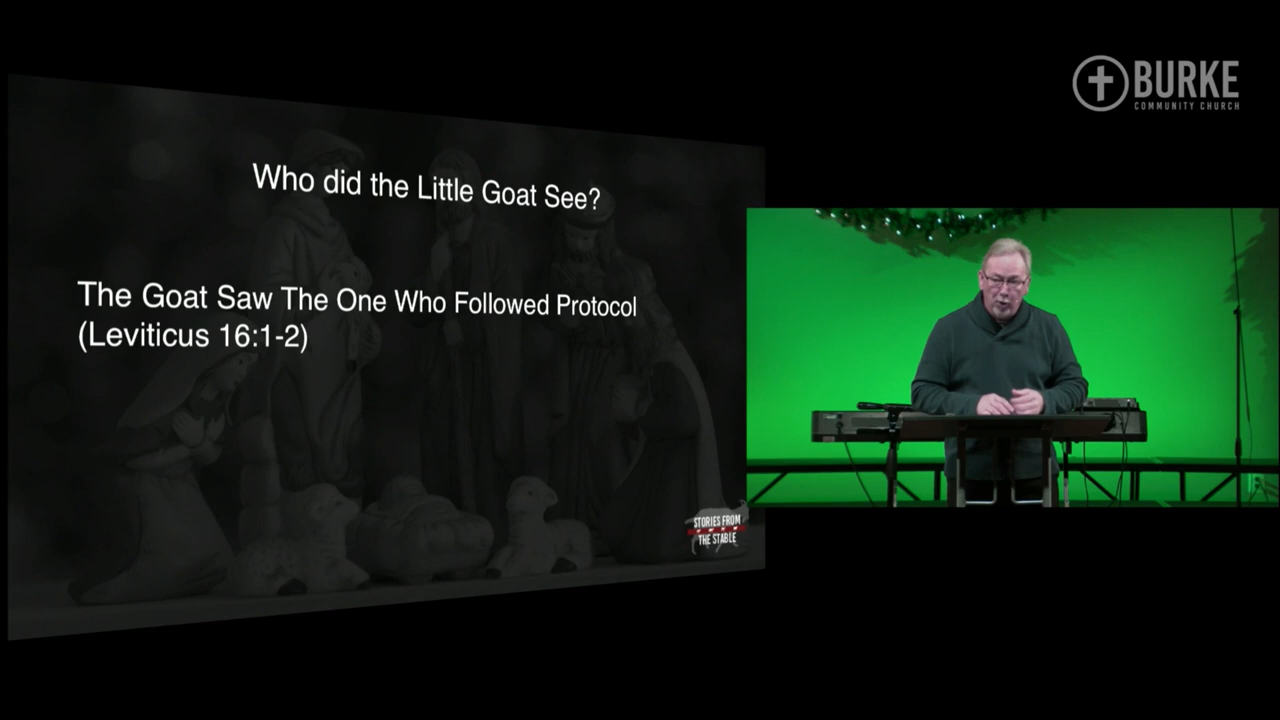 BURKE
COMMUNITY CHURCH
Who did the Little Goat See?
The Goat Saw The One Who Followed Protocol
(Leviticus 16:1-2)
STORIES FROM
THE STABLE